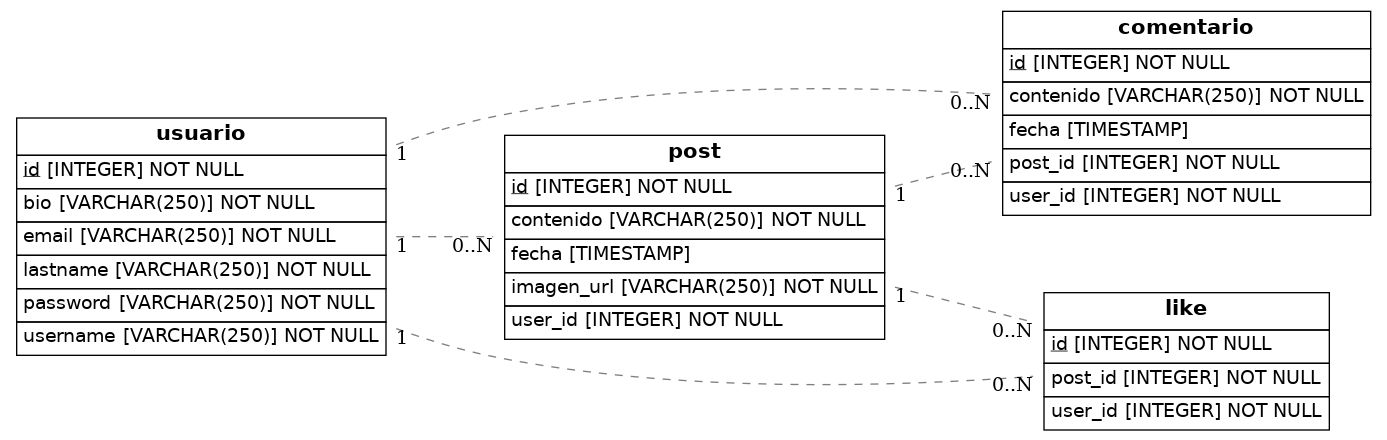 usuario
id [INTEGER] NOT NULL
bio [VARCHAR(250)] NOT NULL
email [VARCHAR(250)] NOT NULL
lastname [VARCHAR(250)] NOT NULL
password [VARCHAR(250)] NOT NULL
username [VARCHAR(250)] NOT NULL
1
1
1
0..N
post
id [INTEGER] NOT NULL
contenido [VARCHAR(250)] NOT NULL
fecha [TIMESTAMP]
imagen_url [VARCHAR(250)] NOT NULL
user_id [INTEGER] NOT NULL
1
1
0..N
0..N
comentario
id [INTEGER] NOT NULL
contenido [VARCHAR(250)] NOT NULL
fecha [TIMESTAMP]
post_id [INTEGER] NOT NULL
user_id [INTEGER] NOT NULL
0..N
0..N
like
id [INTEGER] NOT NULL
post_id [INTEGER] NOT NULL
user_id [INTEGER] NOT NULL